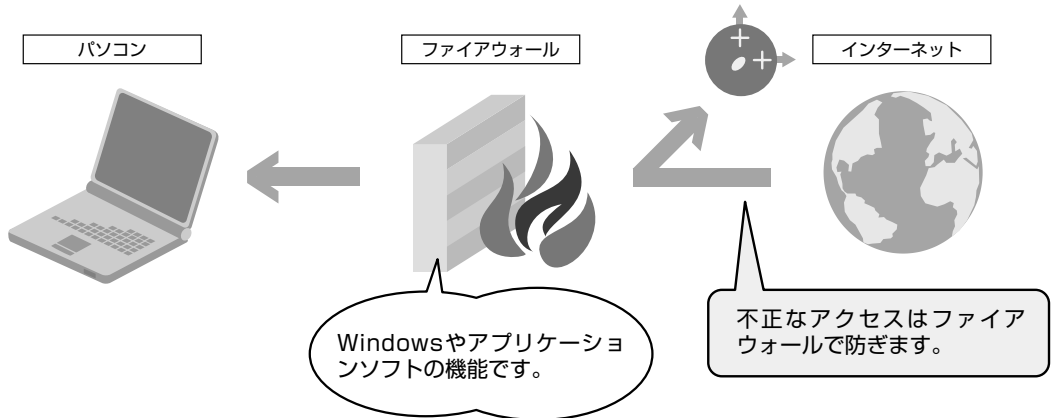 パソコン
ファイアウォール
インターネット
Windowsやアプリケーショ
ンソフトの機能です。
不正なアクセスはファイア
ウォールで防ぎます。